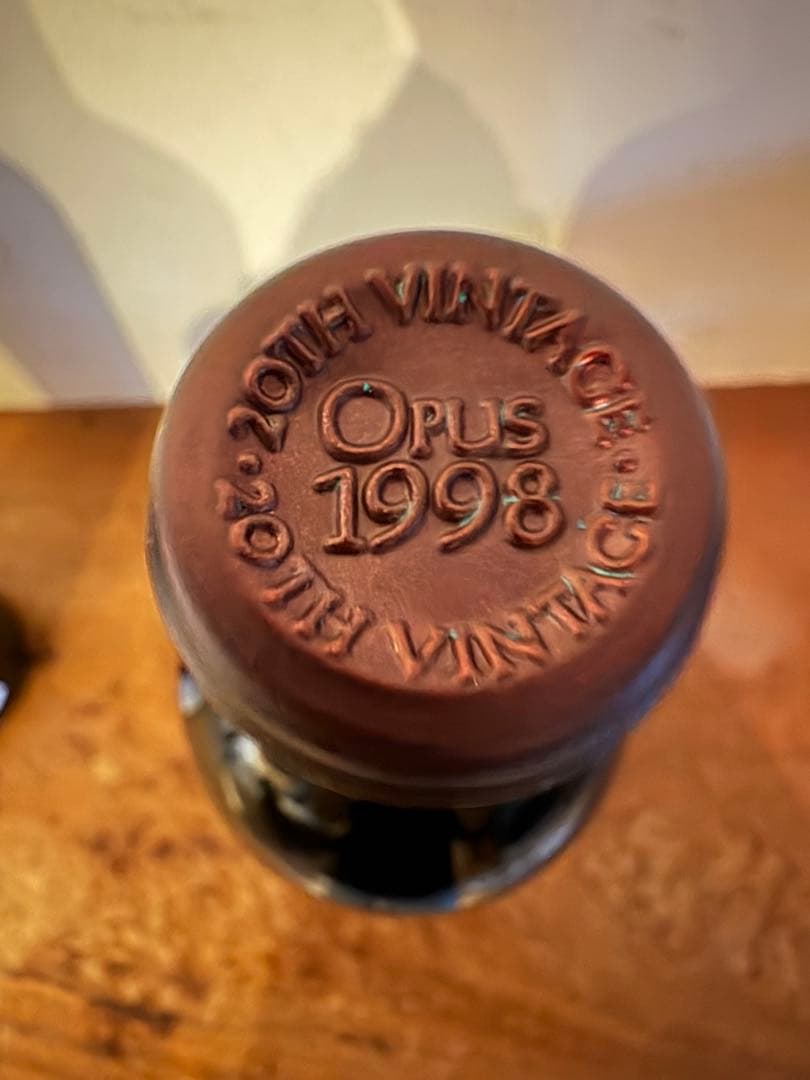 ·20TH VINTAGE·
OPUS
1998
20TH VINTAGE